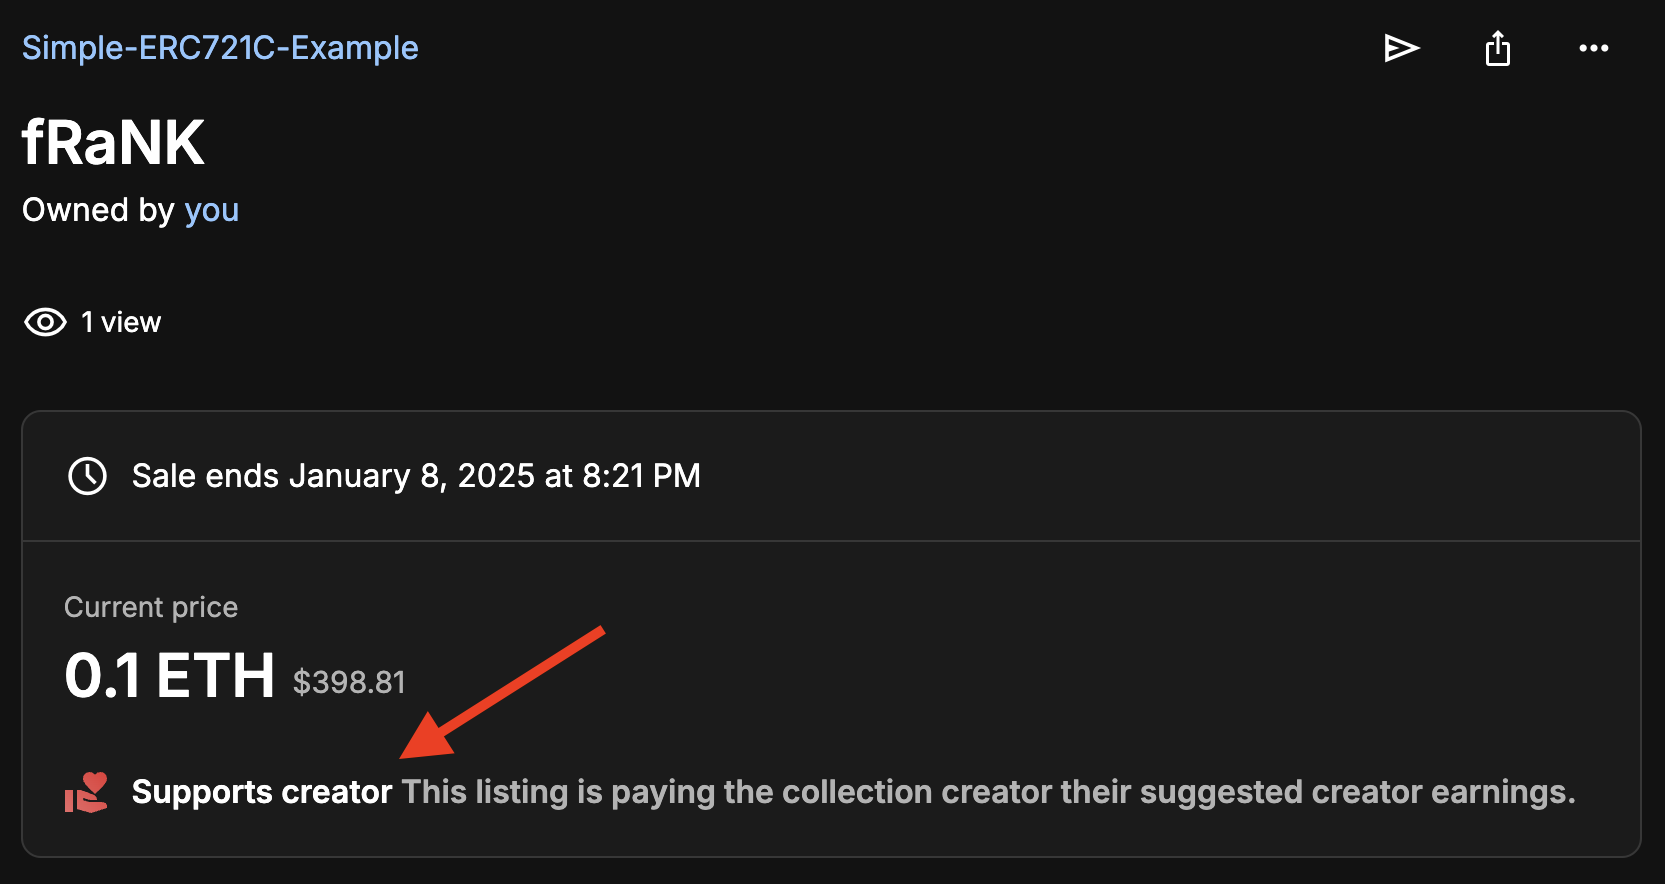 Simple-ERC721C-Example
fRaNK
Owned by you
1 view
Sale ends January 8, 2025 at 8:21 PM
Current price
0.1 ETH $398.81
Supports creator This listing is paying the collection creator their suggested creator earnings.